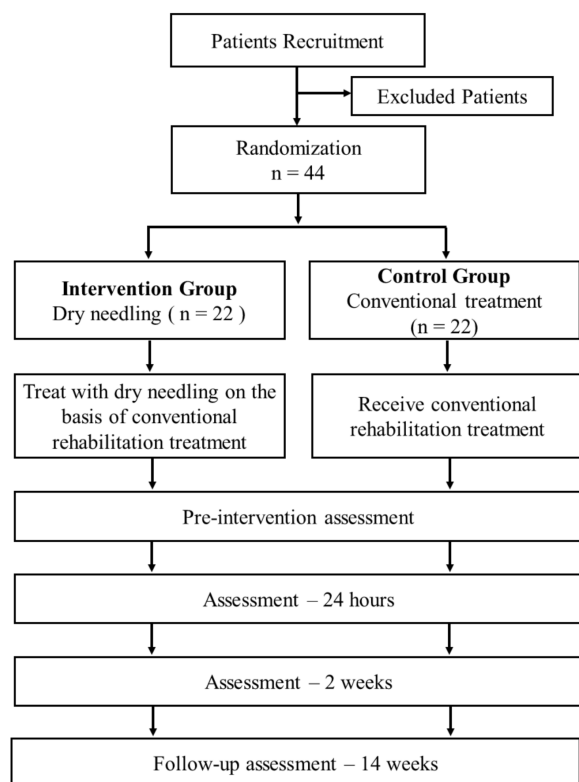 Patients Recruitment
Excluded Patients
Randomization
n = 44
Intervention Group
Dry needling ( n = 22 )
Control Group
Conventional treatment
(n = 22)
Treat with dry needling on the
basis of conventional
rehabilitation treatment
Receive conventional
rehabilitation treatment
Pre-intervention assessment
Assessment – 24 hours
Assessment – 2 weeks
Follow-up assessment – 14 weeks